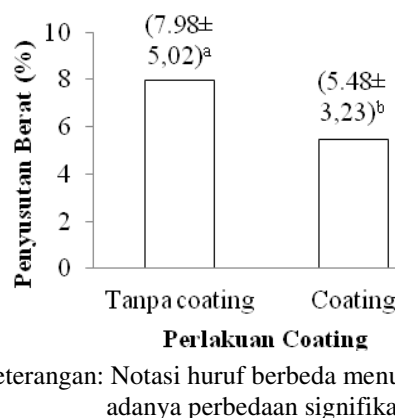 10
8
6
4
2
0
Penyusutan Berat (%)
(7.98±
5,02)ᵃ
(5.48±
3,23)ᵇ
Tanpa coating
Coating
Perlakuan Coating
eterangan: Notasi huruf berbeda menu
adanya perbedaan signifika